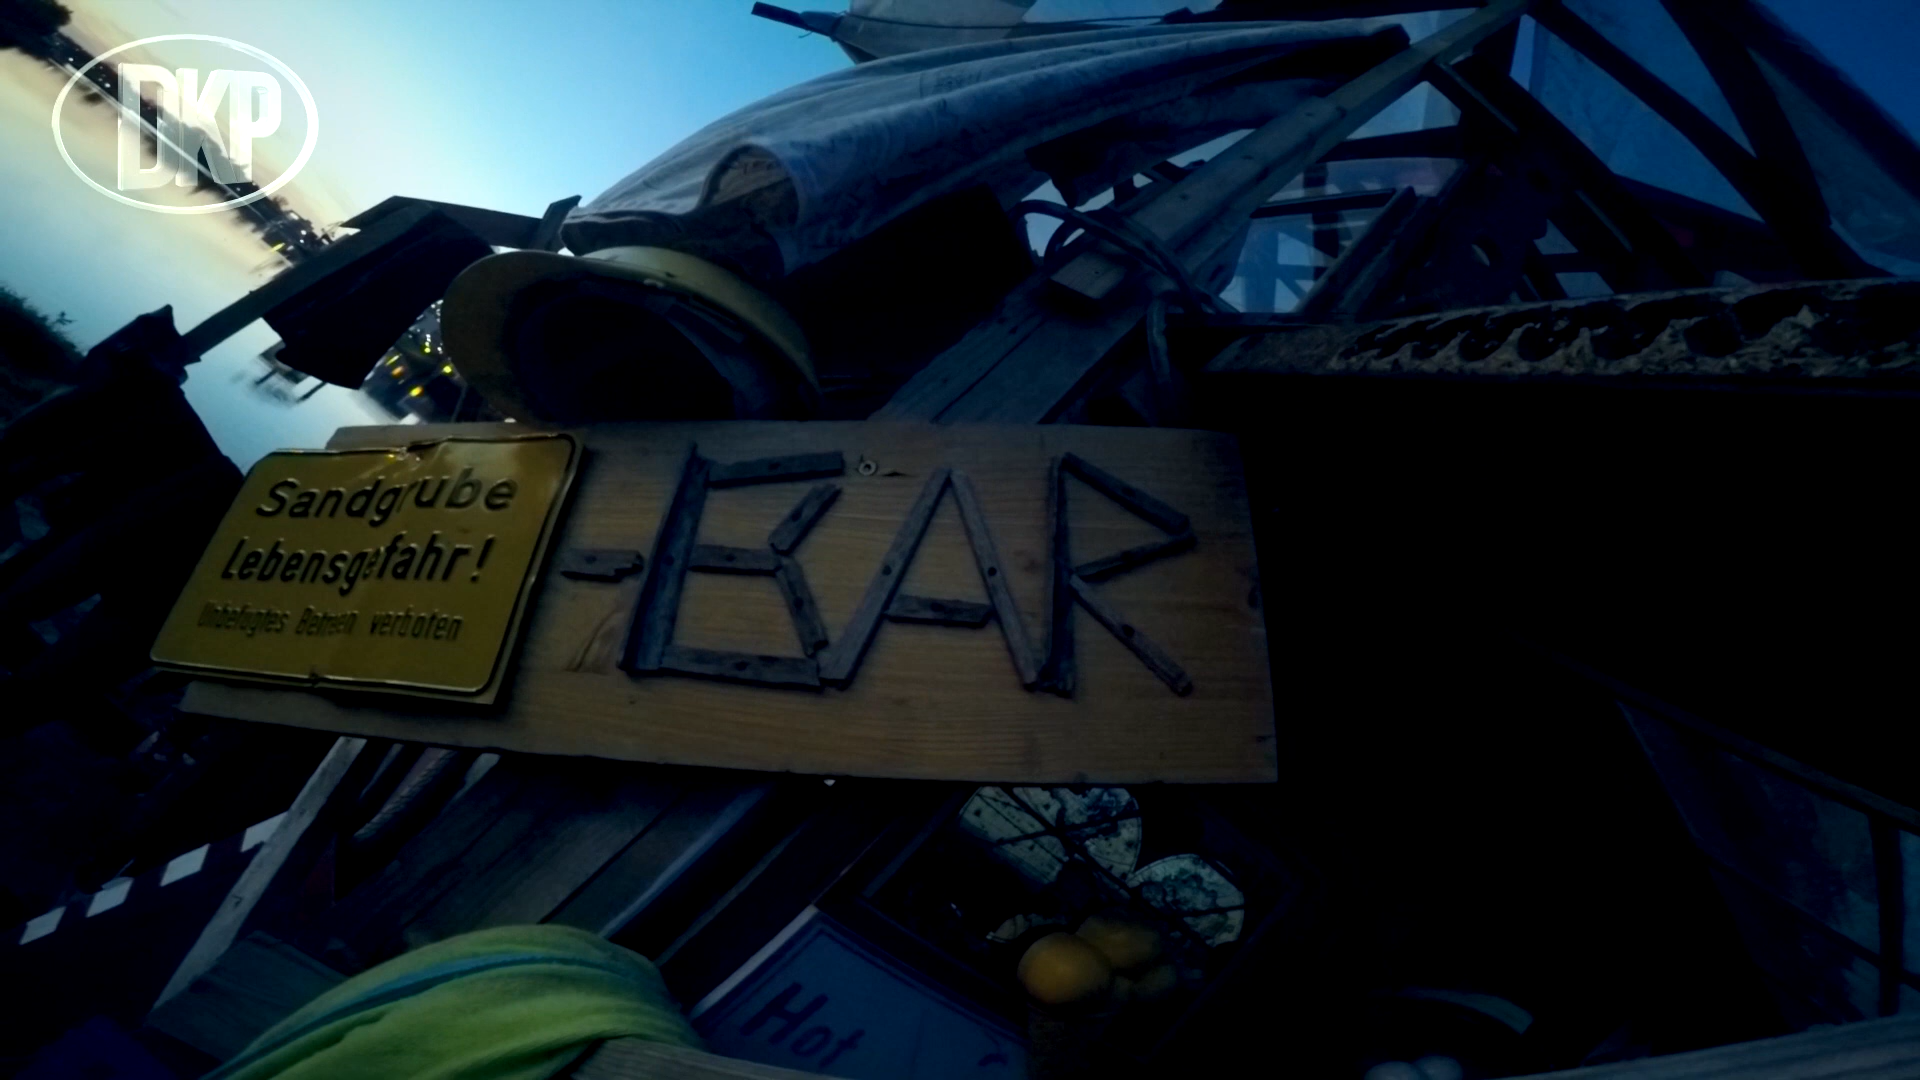 DKP
Sandgrube
Lebensgefahr!
Unbefugtes Betreten verboten
-BAR
Hot